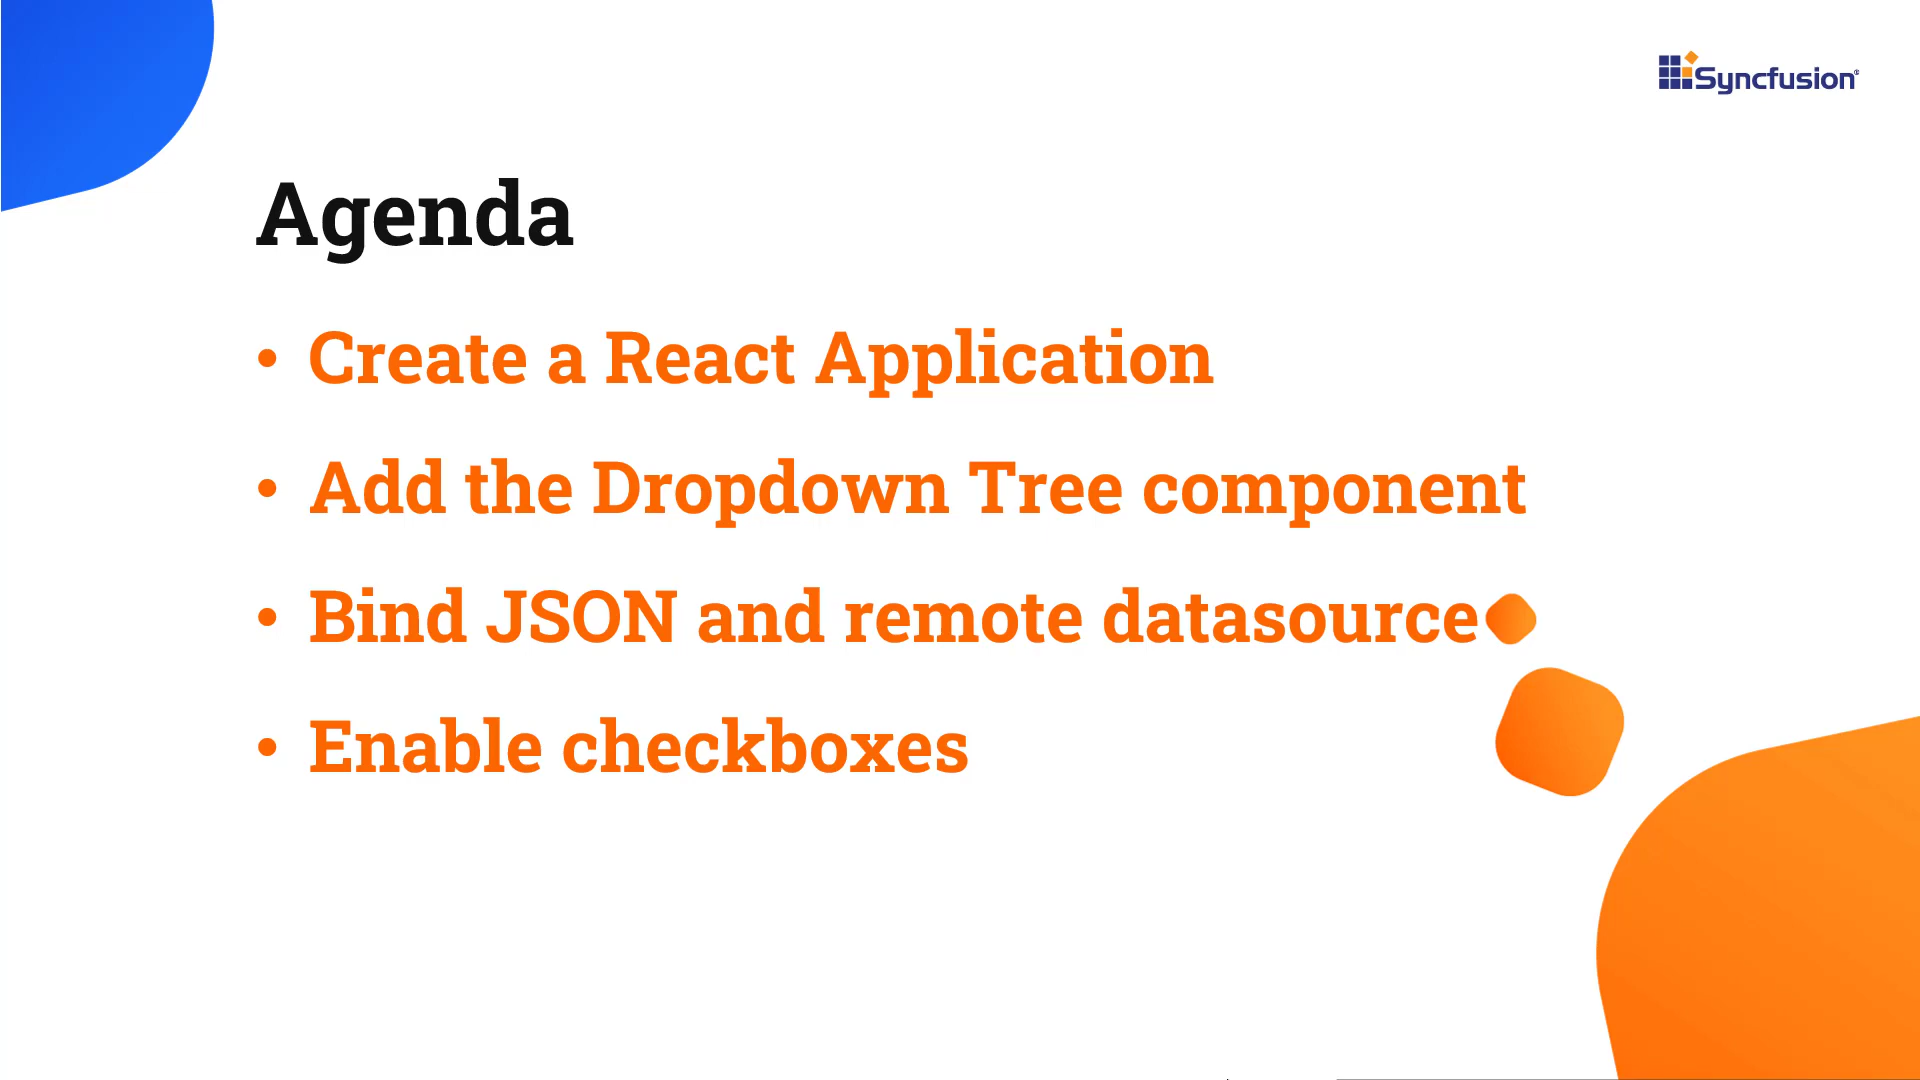 Syncfusion®
Agenda
• Create a React Application
• Add the Dropdown Tree component
• Bind JSON and remote datasource
• Enable checkboxes